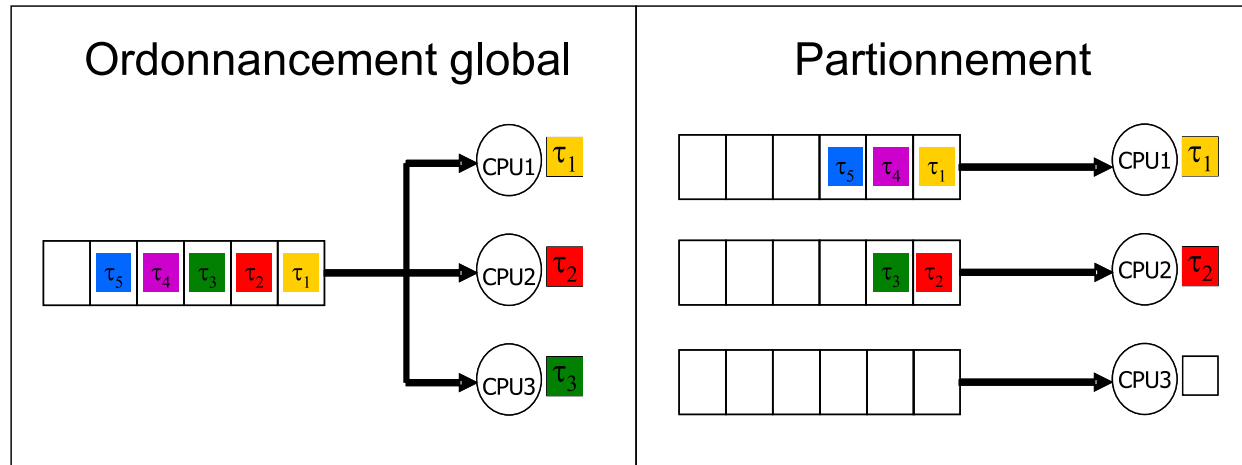 Ordonnancement global
CPU1 τ1
τ5 τ4 τ3 τ2 τ1 CPU2 τ2
CPU3 τ3
Partionnement
τ5 τ4 τ1 CPU1 τ1
τ3 τ2 CPU2 τ2
CPU3